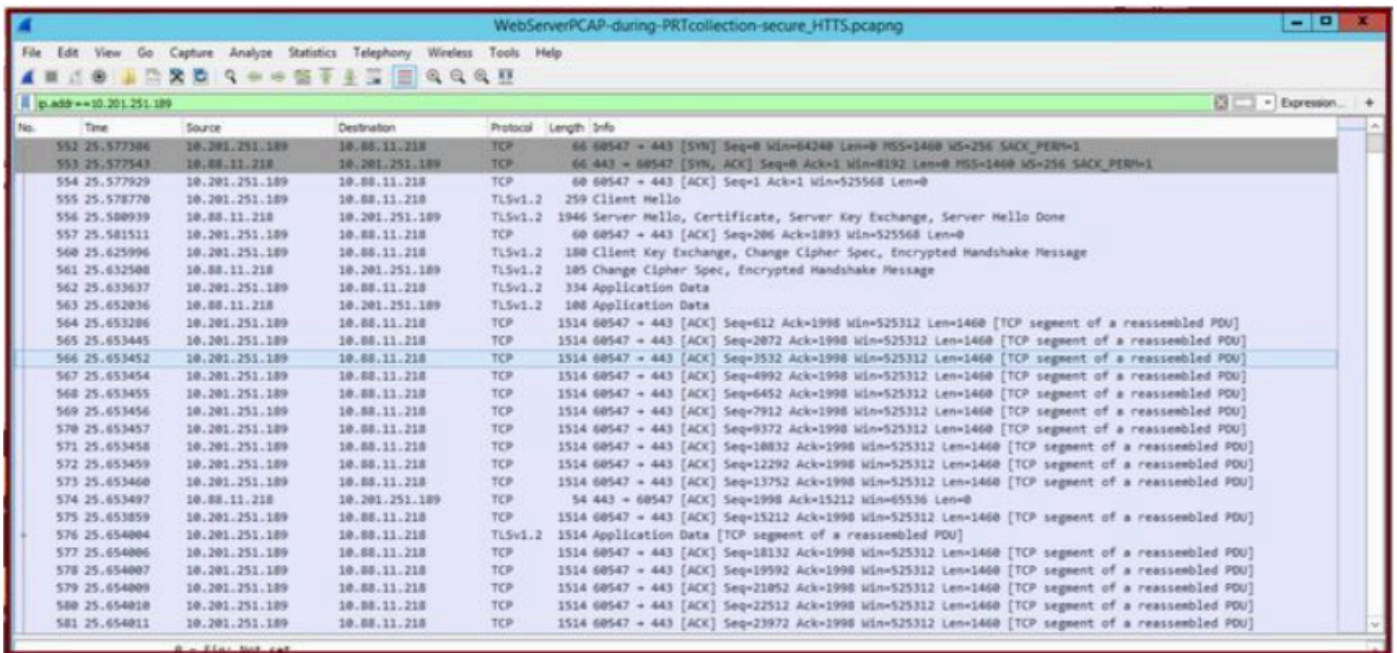 WebServerPCAP-during-PRTcollection-secure_HTTS.pcapng
File Edit View Go Capture Analyze Statistics Telephony Wireless Tools Help
ip.addr==10.201.251.189 Expression... +
No. Time Source Destination Protocol Length Info
552 25.577386 10.201.251.189 10.88.11.218 TCP 66 60547 → 443 [SYN] Seq=0 Win=64240 Len=0 MSS=1460 WS=256 SACK_PERM=1
553 25.577543 10.88.11.218 10.201.251.189 TCP 66 443 → 60547 [SYN, ACK] Seq=0 Ack=1 Win=8192 Len=0 MSS=1460 WS=256 SACK_PERM=1
554 25.577929 10.201.251.189 10.88.11.218 TCP 60 60547 → 443 [ACK] Seq=1 Ack=1 Win=525568 Len=0
555 25.578770 10.201.251.189 10.88.11.218 TLSv1.2 259 Client Hello
556 25.580939 10.88.11.218 10.201.251.189 TLSv1.2 1946 Server Hello, Certificate, Server Key Exchange, Server Hello Done
557 25.581511 10.201.251.189 10.88.11.218 TCP 60 60547 → 443 [ACK] Seq=206 Ack=1893 Win=525568 Len=0
560 25.625996 10.201.251.189 10.88.11.218 TLSv1.2 180 Client Key Exchange, Change Cipher Spec, Encrypted Handshake Message
561 25.632508 10.88.11.218 10.201.251.189 TLSv1.2 105 Change Cipher Spec, Encrypted Handshake Message
562 25.633637 10.201.251.189 10.88.11.218 TLSv1.2 334 Application Data
563 25.652036 10.88.11.218 10.201.251.189 TLSv1.2 108 Application Data
564 25.653286 10.201.251.189 10.88.11.218 TCP 1514 60547 → 443 [ACK] Seq=612 Ack=1998 Win=525312 Len=1460 [TCP segment of a reassembled PDU]
565 25.653445 10.201.251.189 10.88.11.218 TCP 1514 60547 → 443 [ACK] Seq=2072 Ack=1998 Win=525312 Len=1460 [TCP segment of a reassembled PDU]
566 25.653452 10.201.251.189 10.88.11.218 TCP 1514 60547 → 443 [ACK] Seq=3532 Ack=1998 Win=525312 Len=1460 [TCP segment of a reassembled PDU]
567 25.653454 10.201.251.189 10.88.11.218 TCP 1514 60547 → 443 [ACK] Seq=4992 Ack=1998 Win=525312 Len=1460 [TCP segment of a reassembled PDU]
568 25.653455 10.201.251.189 10.88.11.218 TCP 1514 60547 → 443 [ACK] Seq=6452 Ack=1998 Win=525312 Len=1460 [TCP segment of a reassembled PDU]
569 25.653456 10.201.251.189 10.88.11.218 TCP 1514 60547 → 443 [ACK] Seq=7912 Ack=1998 Win=525312 Len=1460 [TCP segment of a reassembled PDU]
570 25.653457 10.201.251.189 10.88.11.218 TCP 1514 60547 → 443 [ACK] Seq=9372 Ack=1998 Win=525312 Len=1460 [TCP segment of a reassembled PDU]
571 25.653458 10.201.251.189 10.88.11.218 TCP 1514 60547 → 443 [ACK] Seq=10832 Ack=1998 Win=525312 Len=1460 [TCP segment of a reassembled PDU]
572 25.653459 10.201.251.189 10.88.11.218 TCP 1514 60547 → 443 [ACK] Seq=12292 Ack=1998 Win=525312 Len=1460 [TCP segment of a reassembled PDU]
573 25.653460 10.201.251.189 10.88.11.218 TCP 1514 60547 → 443 [ACK] Seq=13752 Ack=1998 Win=525312 Len=1460 [TCP segment of a reassembled PDU]
574 25.653497 10.88.11.218 10.201.251.189 TCP 54 443 → 60547 [ACK] Seq=1998 Ack=15212 Win=65536 Len=0
575 25.653859 10.201.251.189 10.88.11.218 TCP 1514 60547 → 443 [ACK] Seq=15212 Ack=1998 Win=525312 Len=1460 [TCP segment of a reassembled PDU]
576 25.654004 10.201.251.189 10.88.11.218 TLSv1.2 1514 Application Data [TCP segment of a reassembled PDU]
577 25.654006 10.201.251.189 10.88.11.218 TCP 1514 60547 → 443 [ACK] Seq=18132 Ack=1998 Win=525312 Len=1460 [TCP segment of a reassembled PDU]
578 25.654007 10.201.251.189 10.88.11.218 TCP 1514 60547 → 443 [ACK] Seq=19592 Ack=1998 Win=525312 Len=1460 [TCP segment of a reassembled PDU]
579 25.654009 10.201.251.189 10.88.11.218 TCP 1514 60547 → 443 [ACK] Seq=21052 Ack=1998 Win=525312 Len=1460 [TCP segment of a reassembled PDU]
580 25.654010 10.201.251.189 10.88.11.218 TCP 1514 60547 → 443 [ACK] Seq=22512 Ack=1998 Win=525312 Len=1460 [TCP segment of a reassembled PDU]
581 25.654011 10.201.251.189 10.88.11.218 TCP 1514 60547 → 443 [ACK] Seq=23972 Ack=1998 Win=525312 Len=1460 [TCP segment of a reassembled PDU]